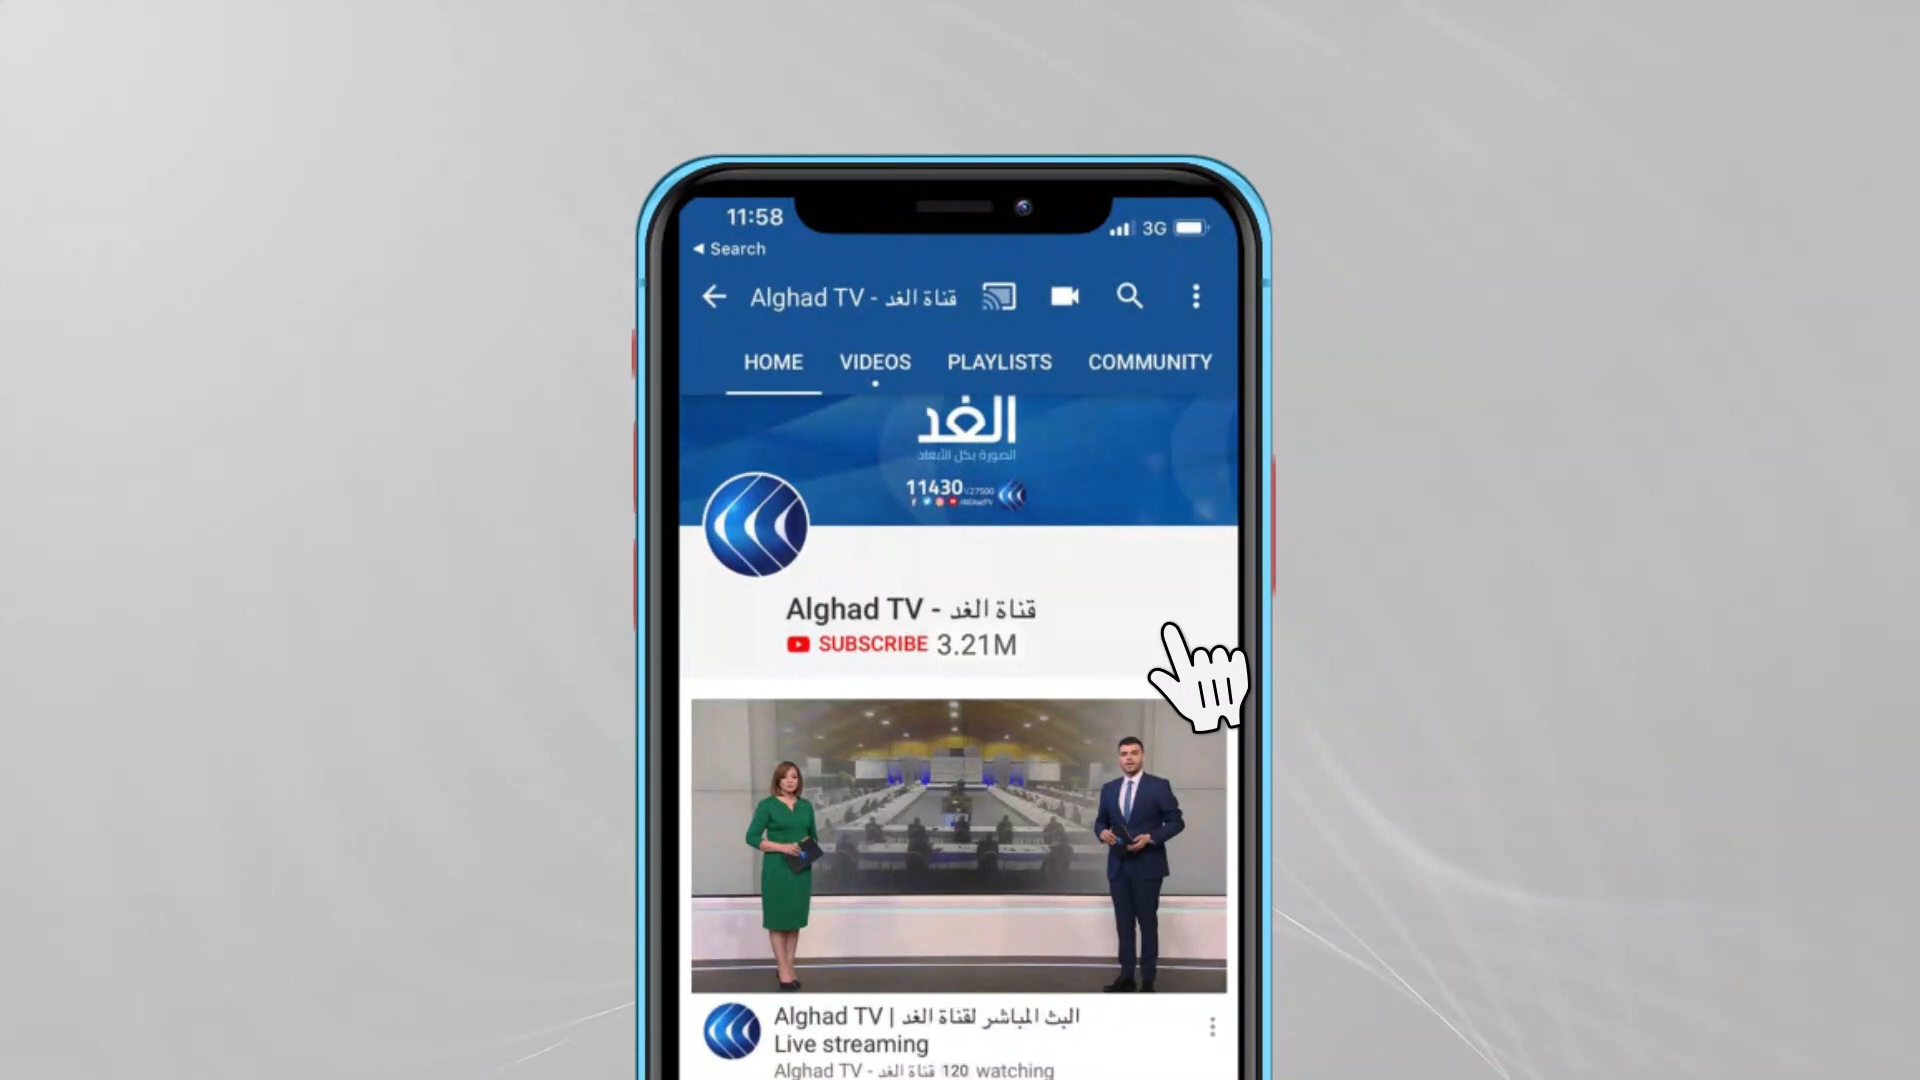 11:58
3G
Search
Alghad TV - قناة الغد
HOME VIDEOS PLAYLISTS COMMUNITY
الغد
الصورة بكل الأبعاد
11430
27500
Alghad TV - قناة الغد
SUBSCRIBE 3.21M
Alghad TV | البث المباشر لقناة الغد
Live streaming
Alghad TV - قناة الغد 120 watching